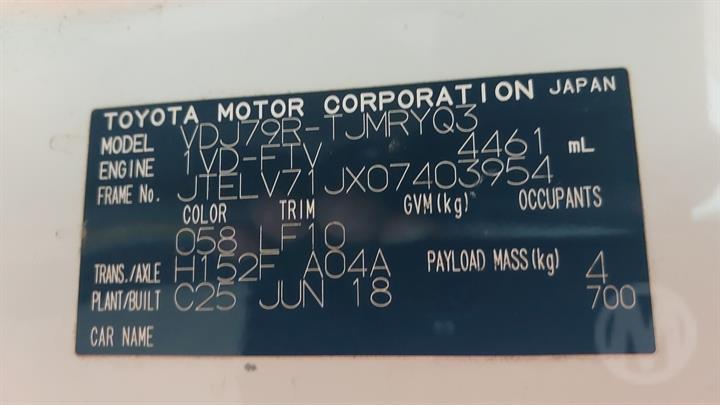 TOYOTA MOTOR CORPORATION JAPAN
MODEL VDJ79R-TJMRYQ3
ENGINE 1VD-FTV 4461 mL
FRAME No. JTELV71JX07403954
COLOR TRIM GVM(kg) OCCUPANTS
058 LF10
TRANS./AXLE H152F A04A PAYLOAD MASS(kg) 4
PLANT/BUILT C25 JUN 18 700
CAR NAME